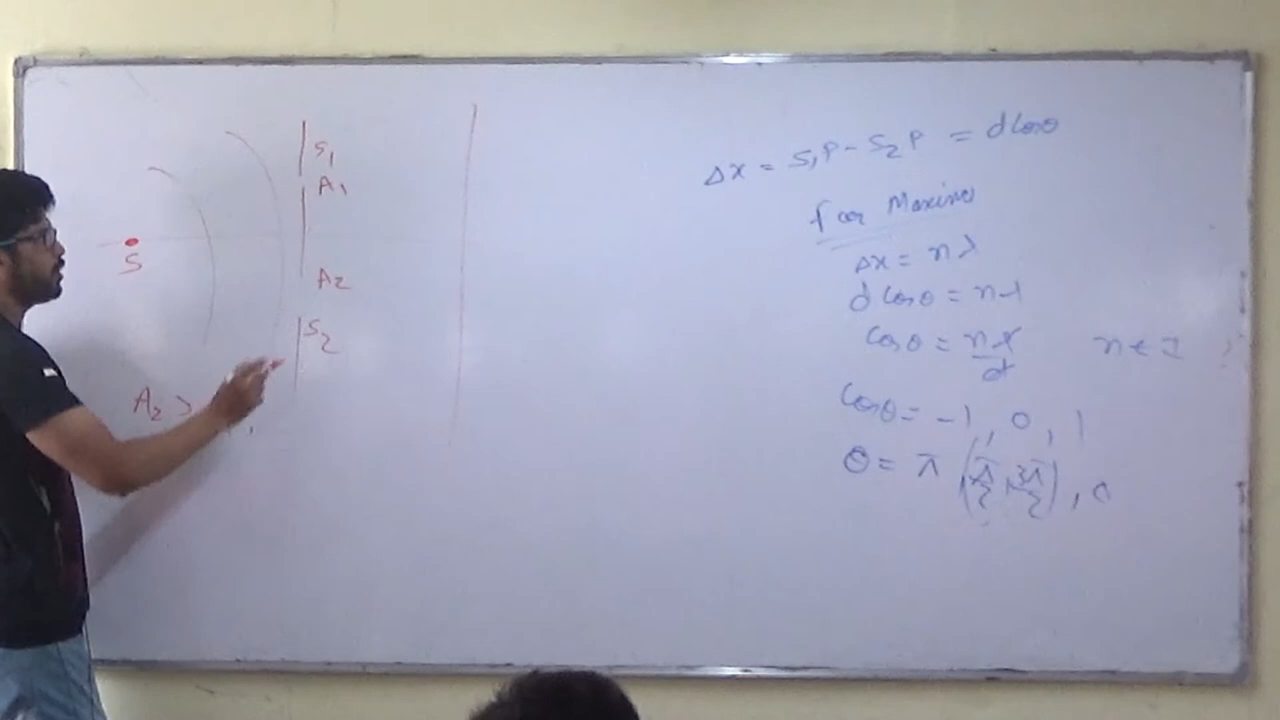 S
S₁
A₁
A₂
S₂
A₂ >
Δx = S₁P - S₂P = d cosθ
for Maxima
Δx = nλ
d cosθ = nλ
cosθ = nλ/d n ∈ I
cosθ = -1, 0, 1
θ = π, (π/2, 3π/2), 0